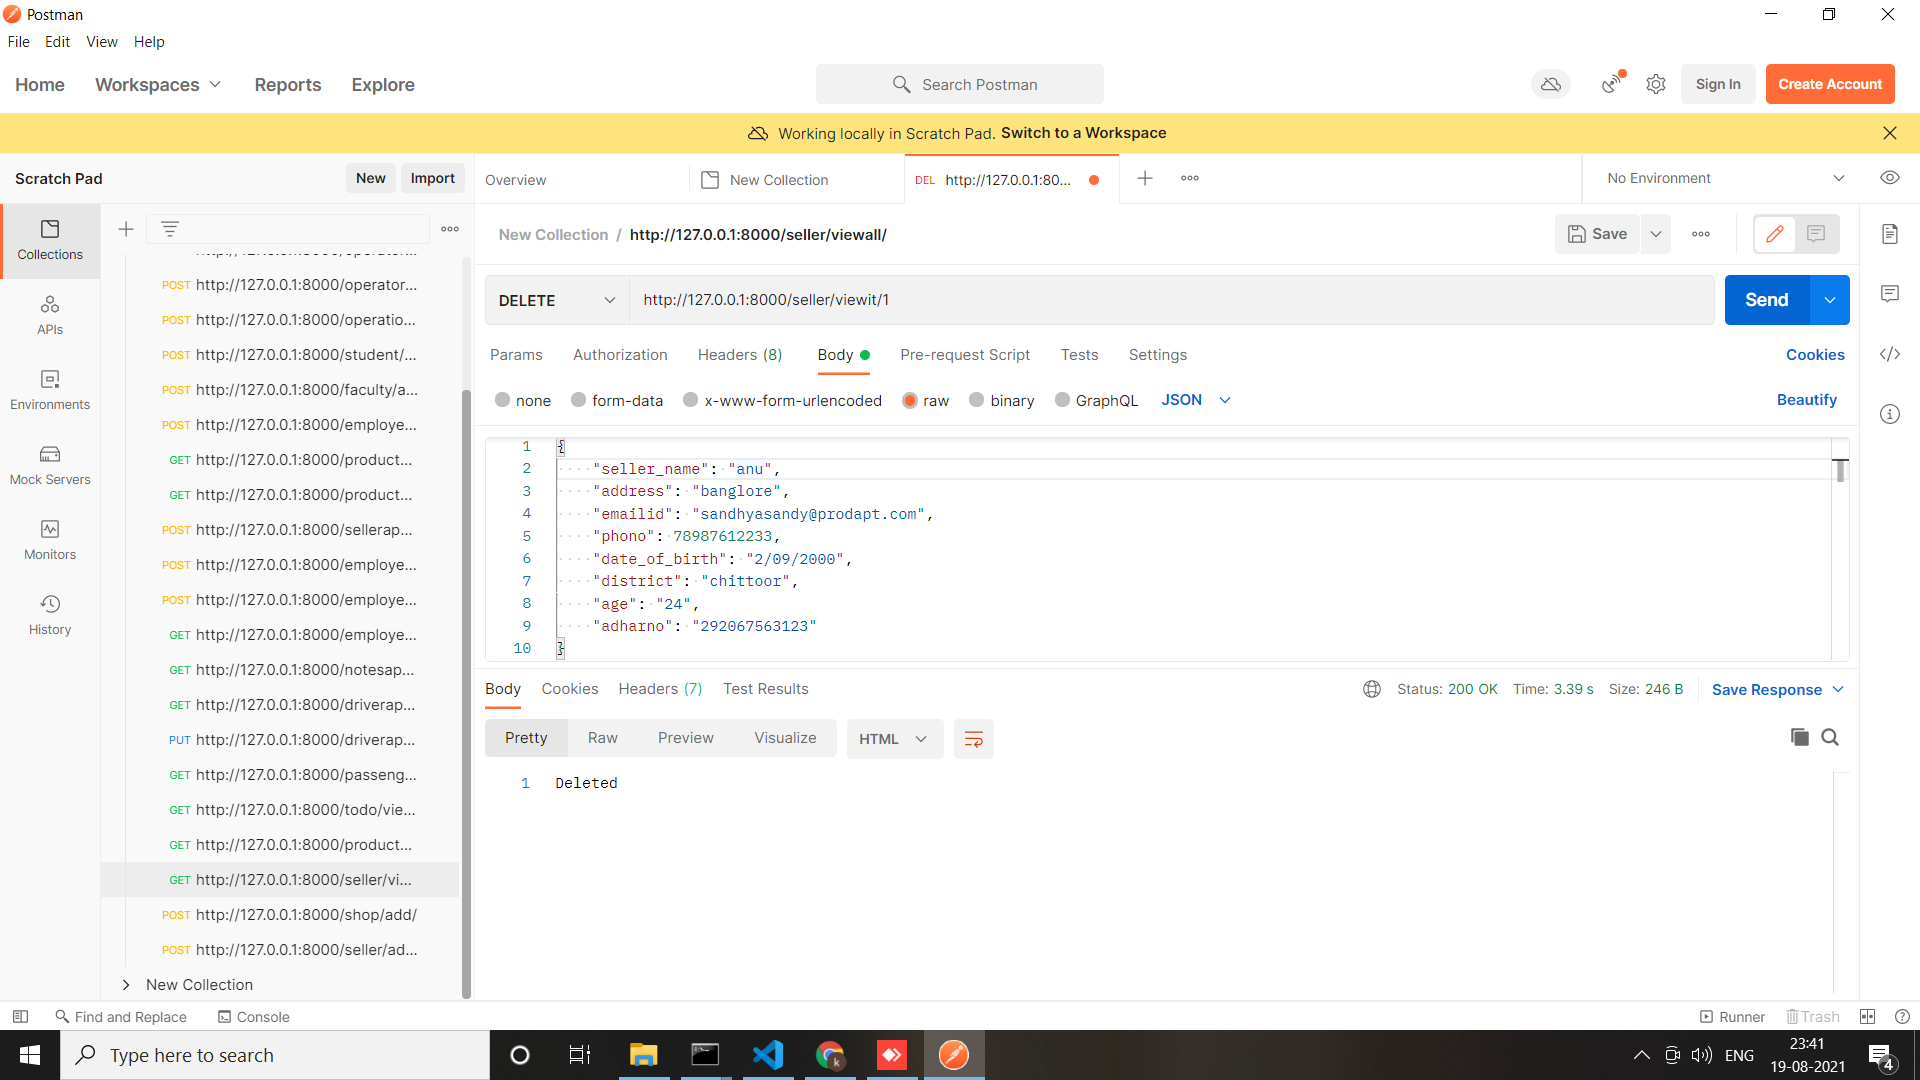 Postman
File Edit View Help
Home Workspaces Reports Explore
Search Postman
Sign In Create Account
Working locally in Scratch Pad. Switch to a Workspace
Scratch Pad New Import
Overview New Collection DEL http://127.0.0.1:80...
No Environment
Collections
APIs
Environments
Mock Servers
Monitors
History
POST http://127.0.0.1:8000/operator...
POST http://127.0.0.1:8000/operatio...
POST http://127.0.0.1:8000/student/...
POST http://127.0.0.1:8000/faculty/a...
POST http://127.0.0.1:8000/employe...
GET http://127.0.0.1:8000/product...
GET http://127.0.0.1:8000/product...
POST http://127.0.0.1:8000/sellerap...
POST http://127.0.0.1:8000/employe...
POST http://127.0.0.1:8000/employe...
GET http://127.0.0.1:8000/employe...
GET http://127.0.0.1:8000/notesap...
GET http://127.0.0.1:8000/driverap...
PUT http://127.0.0.1:8000/driverap...
GET http://127.0.0.1:8000/passeng...
GET http://127.0.0.1:8000/todo/vie...
GET http://127.0.0.1:8000/product...
GET http://127.0.0.1:8000/seller/vi...
POST http://127.0.0.1:8000/shop/add/
POST http://127.0.0.1:8000/seller/ad...
New Collection
New Collection / http://127.0.0.1:8000/seller/viewall/
Save
DELETE http://127.0.0.1:8000/seller/viewit/1
Send
Params Authorization Headers (8) Body Pre-request Script Tests Settings
Cookies
none form-data x-www-form-urlencoded raw binary GraphQL JSON
Beautify
1 {
2 "seller_name": "anu",
3 "address": "banglore",
4 "emailid": "sandhyasandy@prodapt.com",
5 "phono": 78987612233,
6 "date_of_birth": "2/09/2000",
7 "district": "chittoor",
8 "age": "24",
9 "adharno": "292067563123"
10 }
Body Cookies Headers (7) Test Results
Status: 200 OK Time: 3.39 s Size: 246 B Save Response
Pretty Raw Preview Visualize HTML
1 Deleted
Find and Replace Console
Runner Trash
Type here to search
k
ENG
23:41
19-08-2021
4